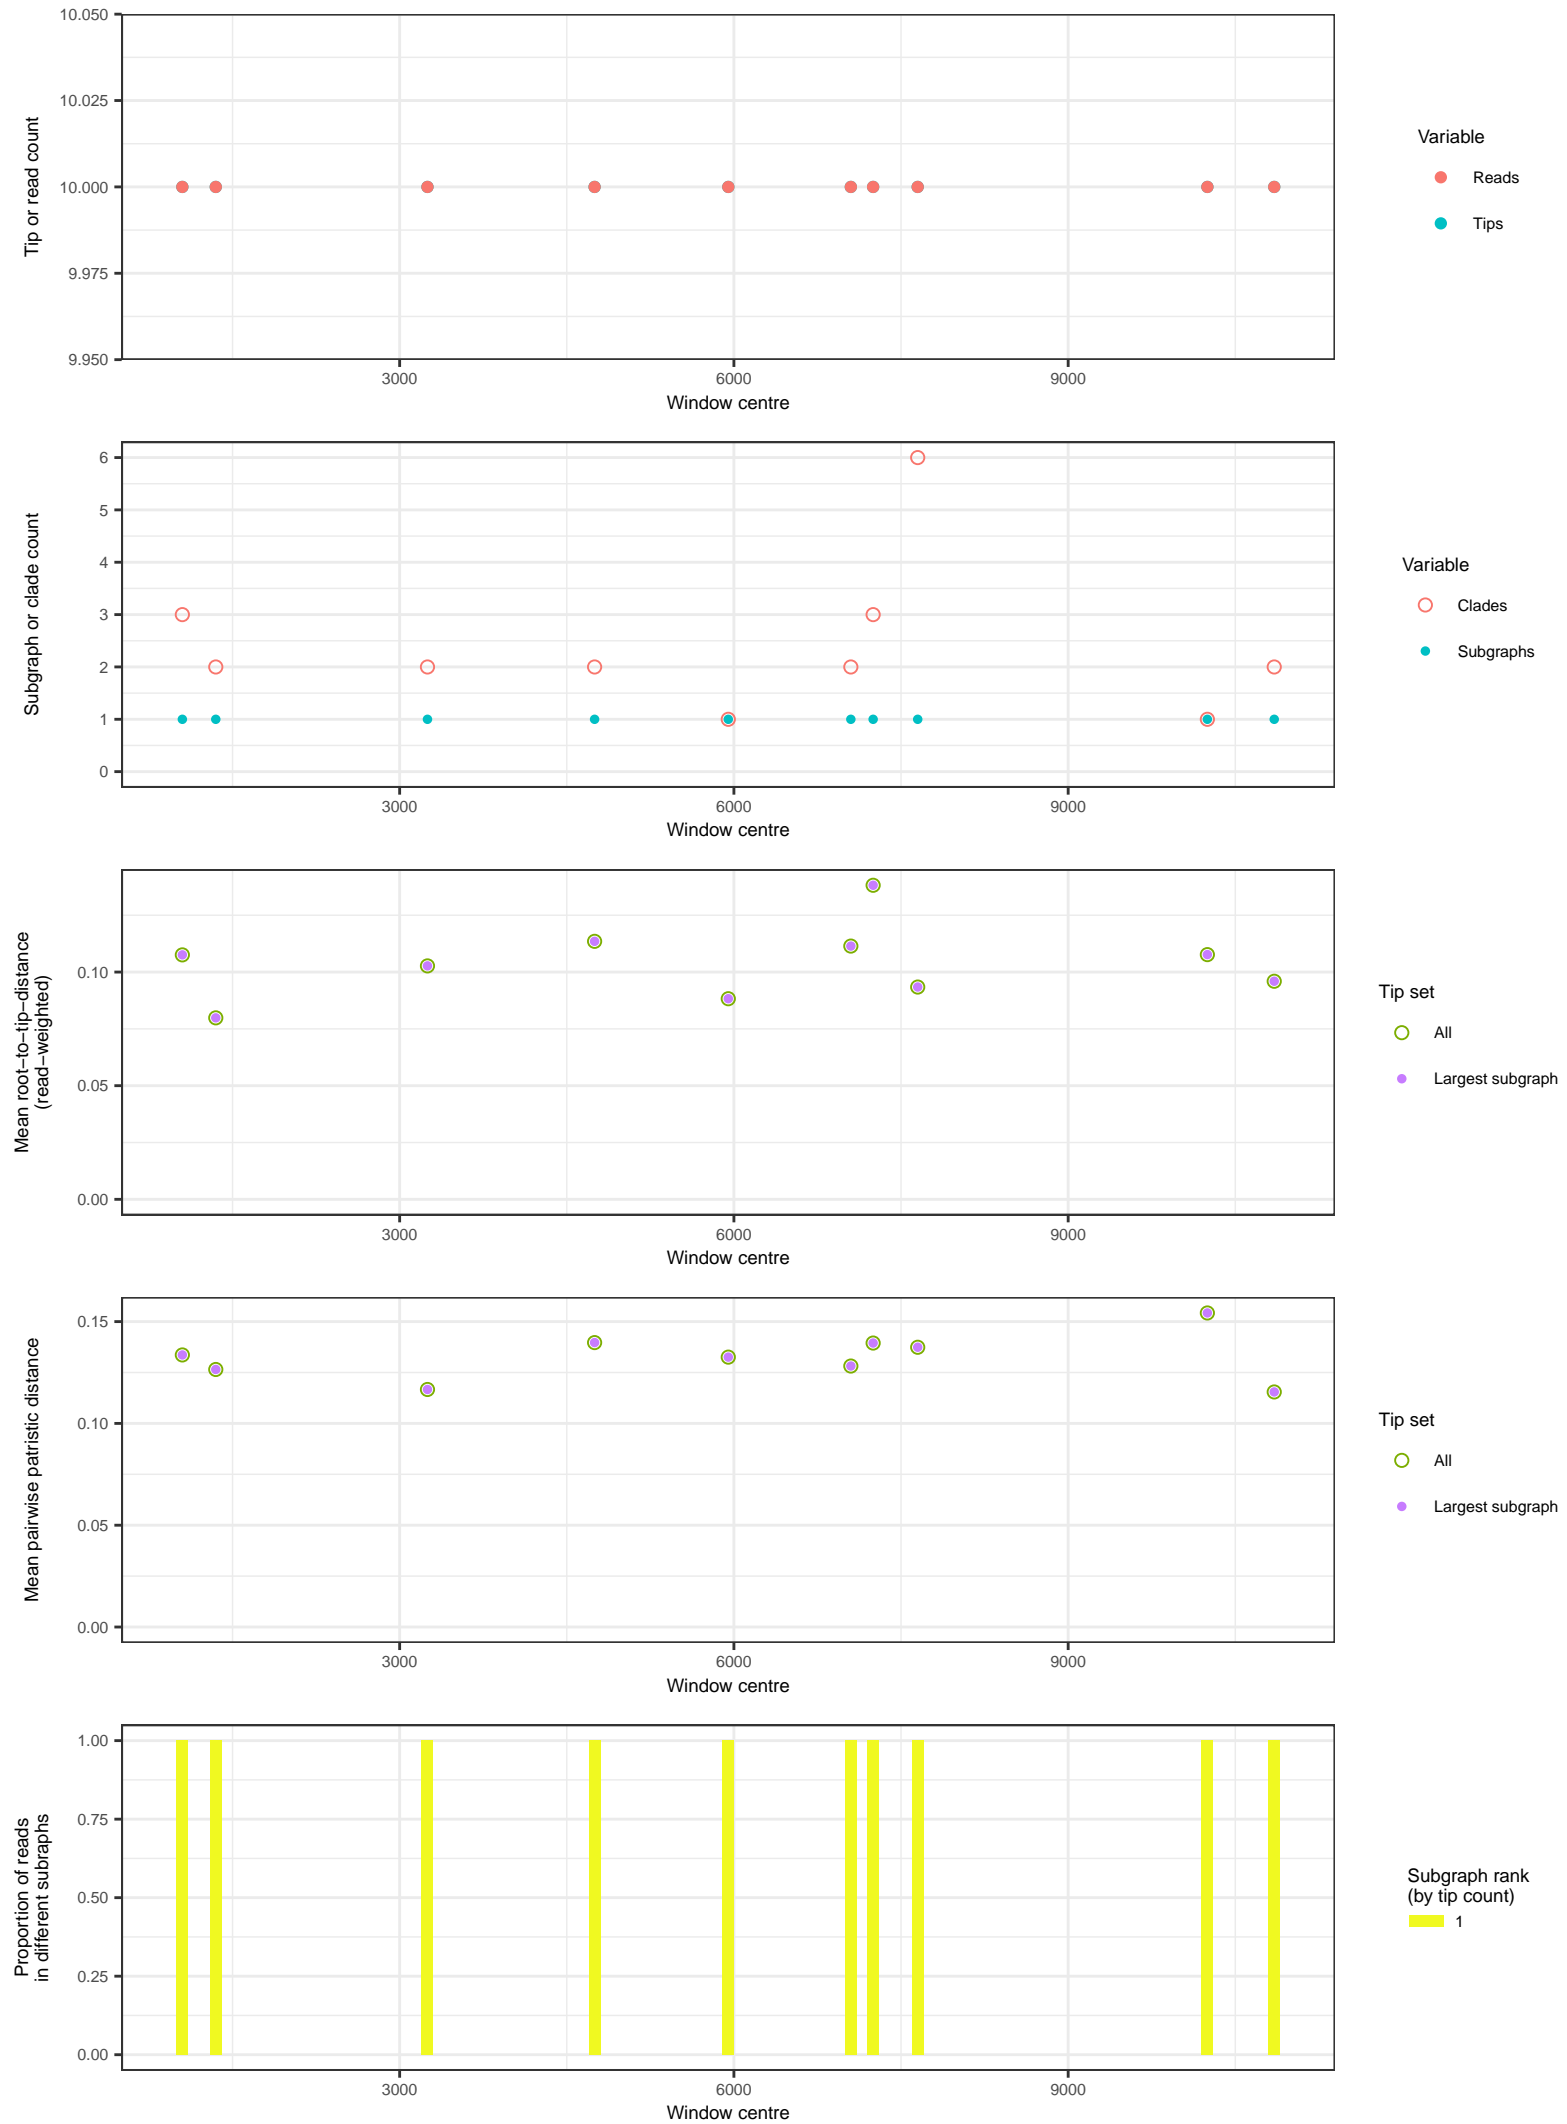 10.050
10.025
10.000
9.975
9.950
Tip or read count
3000
6000
9000
Window centre
Variable
Reads
Tips
6
5
4
3
2
1
0
Subgraph or clade count
3000
6000
9000
Window centre
Variable
Clades
Subgraphs
0.10
0.05
0.00
Mean root−to−tip−distance
(read−weighted)
3000
6000
9000
Window centre
Tip set
All
Largest subgraph
0.15
0.10
0.05
0.00
Mean pairwise patristic distance
3000
6000
9000
Window centre
Tip set
All
Largest subgraph
1.00
0.75
0.50
0.25
0.00
Proportion of reads
in different subraphs
3000
6000
9000
Window centre
Subgraph rank
(by tip count)
1